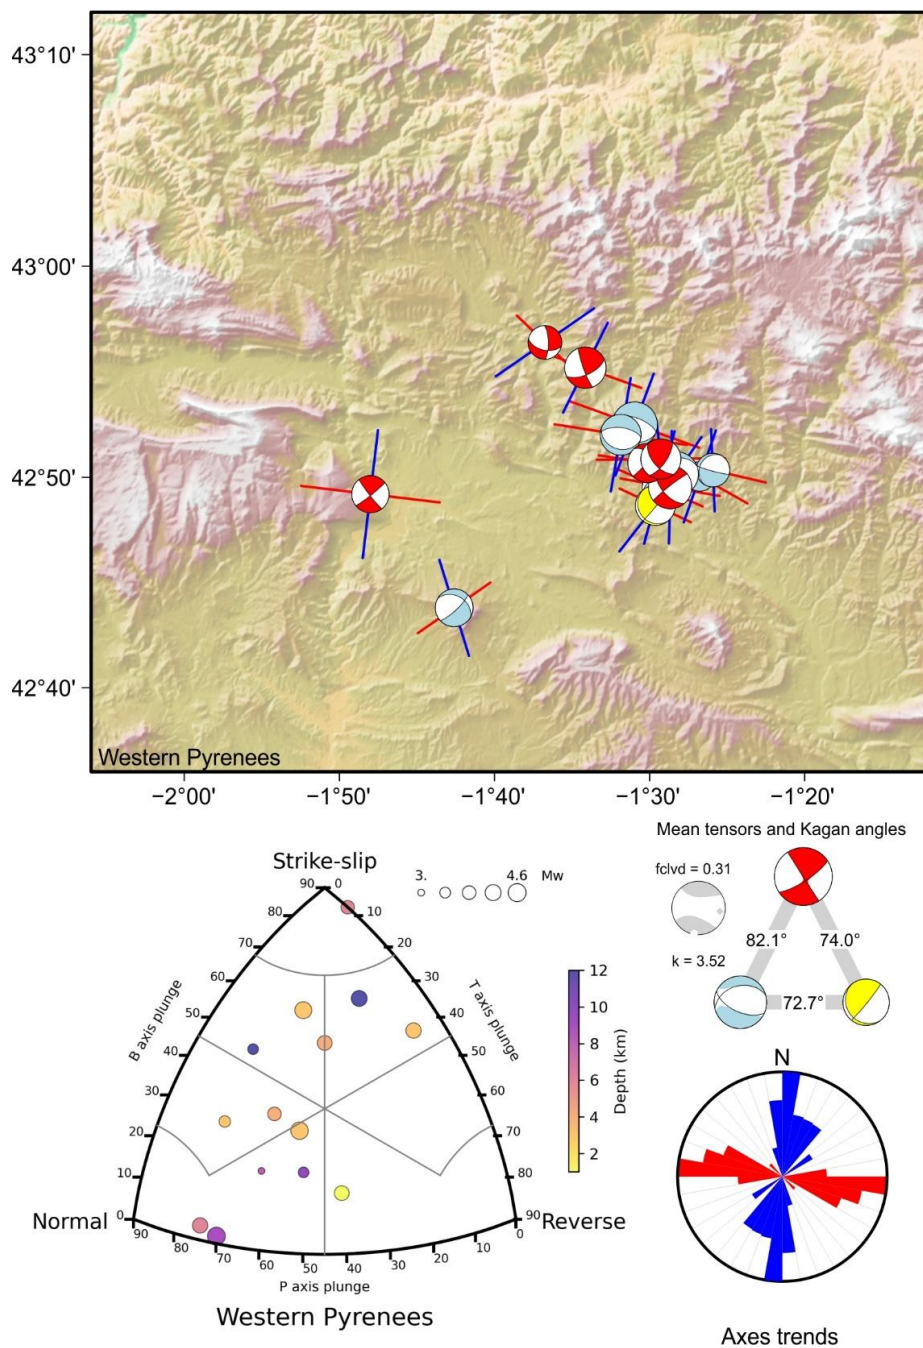 43°10'
43°00'
42°50'
42°40'
Western Pyrenees
−2°00' −1°50' −1°40' −1°30' −1°20'
Mean tensors and Kagan angles
fclvd = 0.31
82.1° 74.0°
k = 3.52
72.7°
Strike-slip
3. 4.6 Mw
90 0
80 10
70 20
60 30
50 40
40 50
30 60
20 70
10 80
0 90
B axis plunge
T axis plunge
Normal Reverse
90 80 70 60 50 40 30 20 10 0
P axis plunge
Western Pyrenees
12
10
8
6
4
2
Depth (km)
N
Axes trends